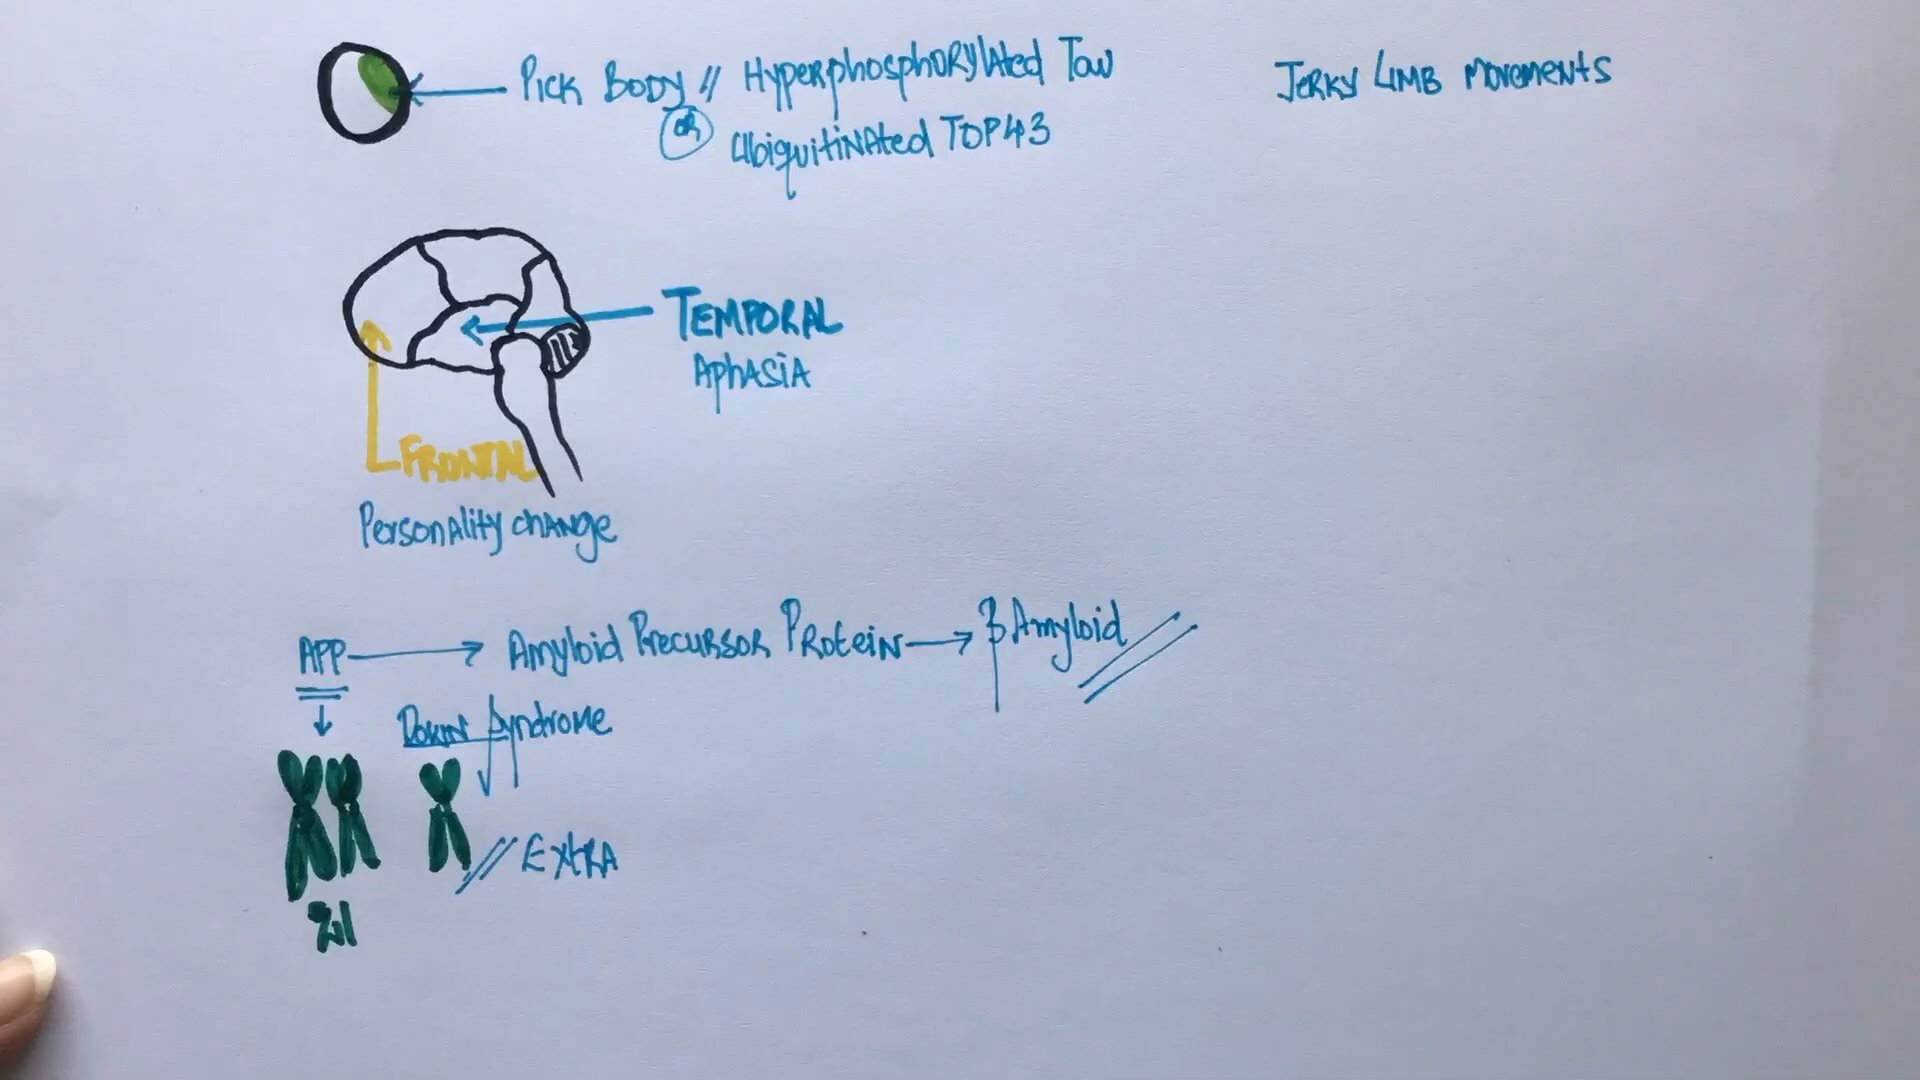 Pick Body // Hyperphosphorylated Tau
OR
Ubiquitinated TDP43
Jerky Limb Movements
Temporal
Aphasia
Frontal
Personality change
APP → Amyloid Precursor Protein → β Amyloid
Down Syndrome
// Extra
21